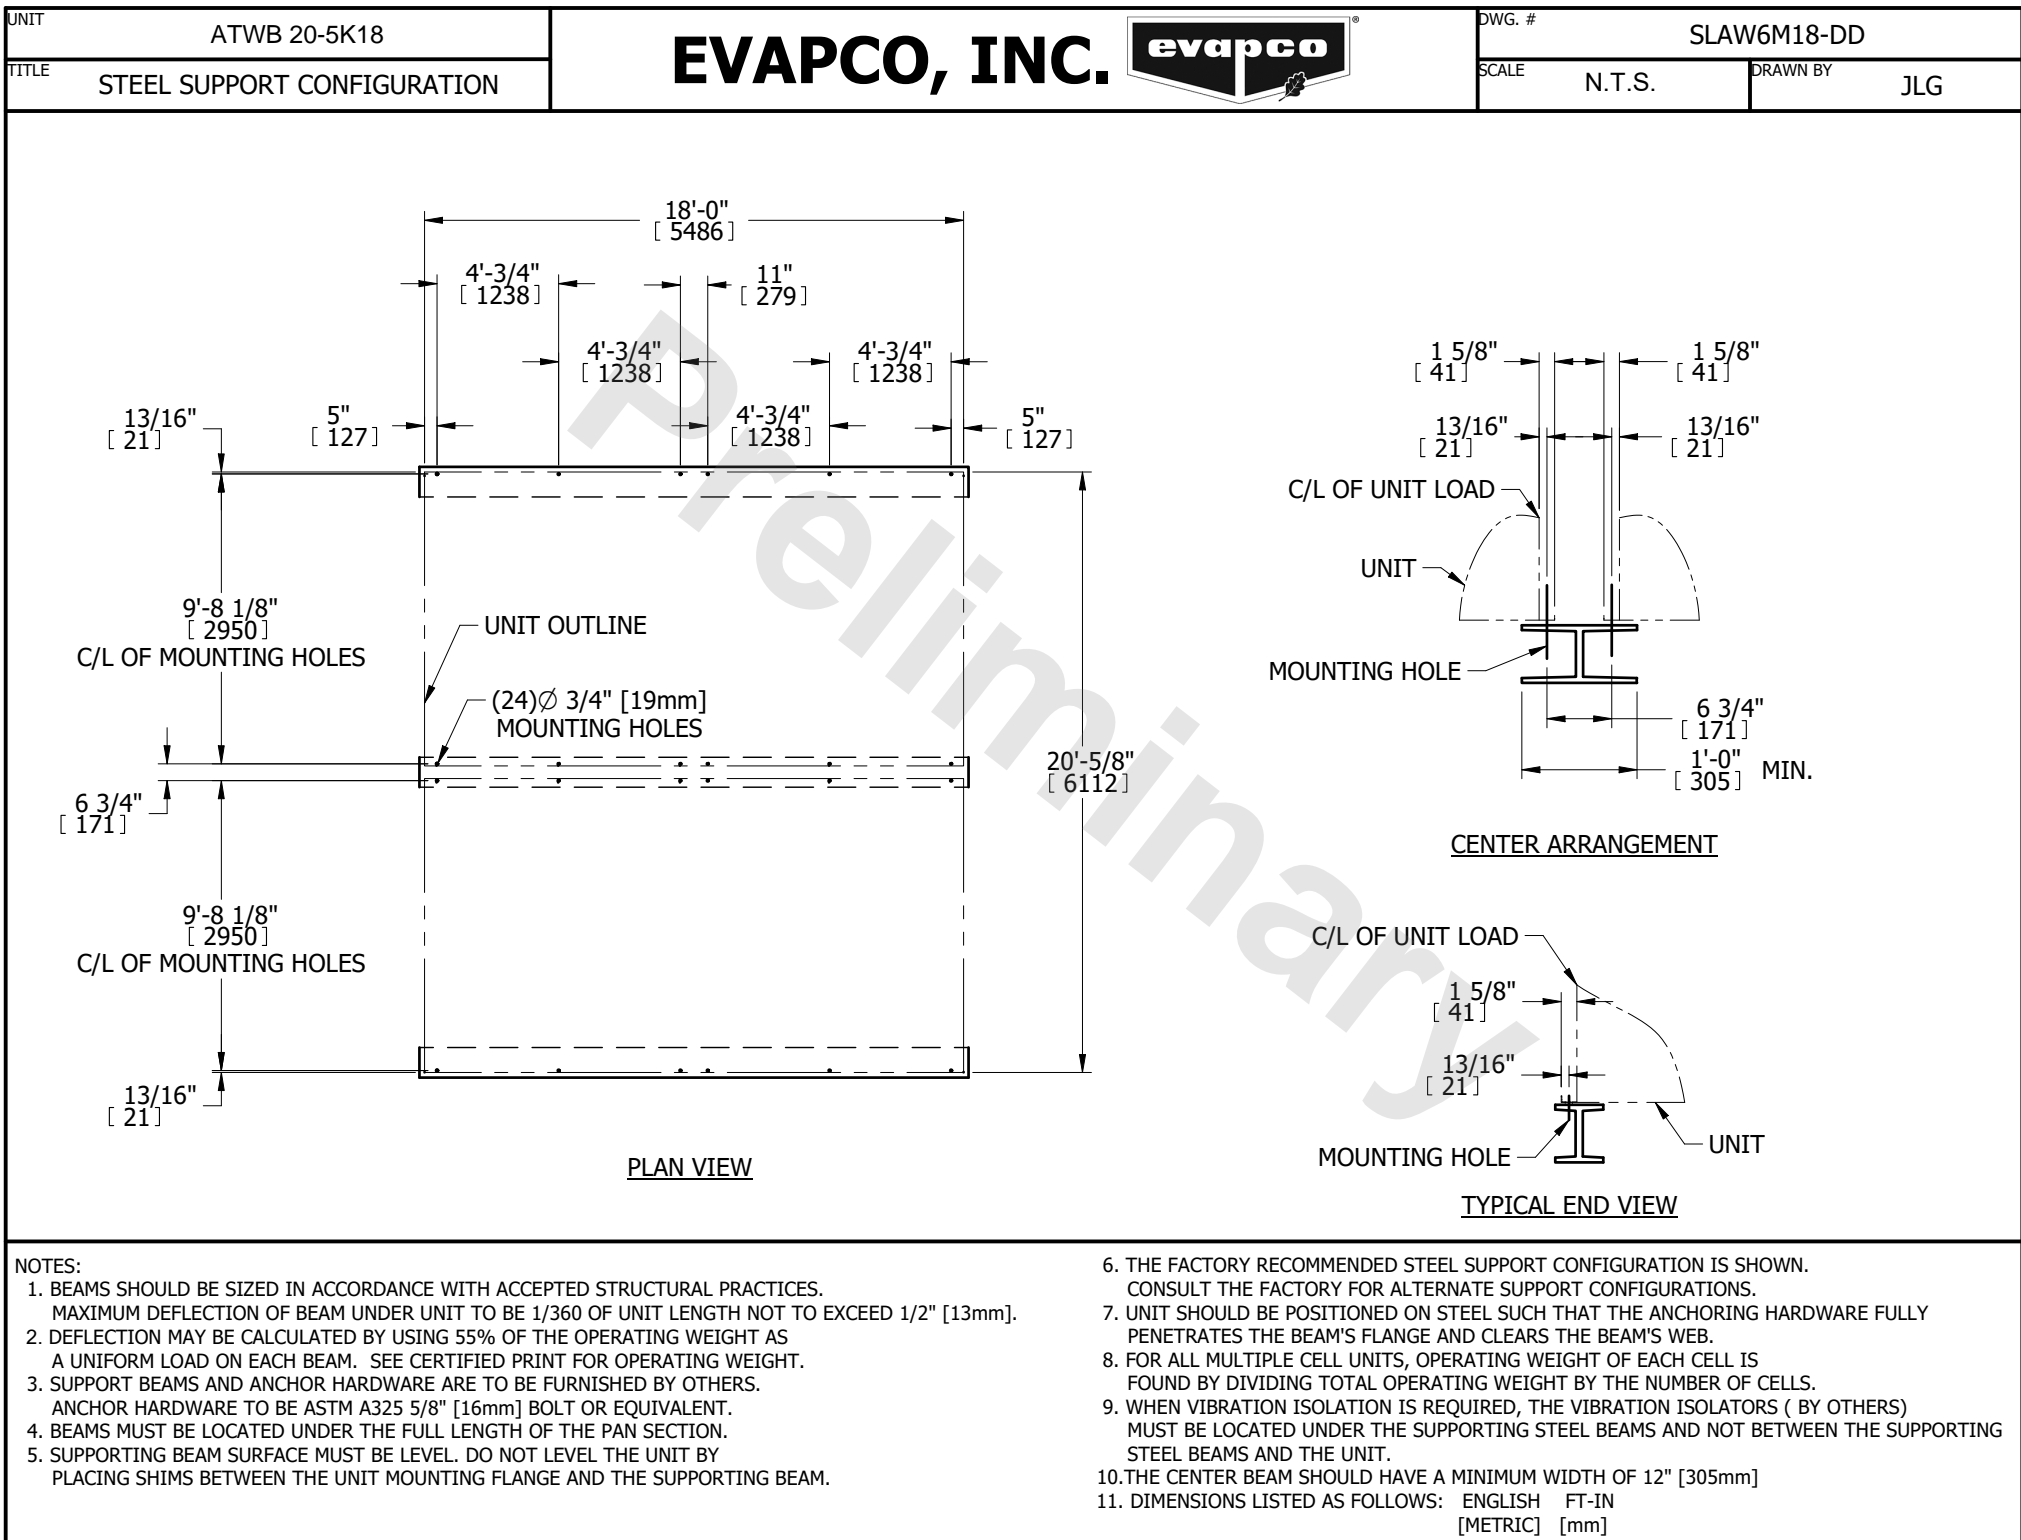 UNIT
ATWB 20-5K18
TITLE
STEEL SUPPORT CONFIGURATION
EVAPCO, INC.
evapco
®
DWG. #
SLAW6M18-DD
SCALE
N.T.S.
DRAWN BY
JLG
18'-0"
[ 5486 ]
4'-3/4"
[ 1238 ]
11"
[ 279 ]
4'-3/4"
[ 1238 ]
4'-3/4"
[ 1238 ]
13/16"
[ 21 ]
5"
[ 127 ]
4'-3/4"
[ 1238 ]
5"
[ 127 ]
9'-8 1/8"
[ 2950 ]
C/L OF MOUNTING HOLES
UNIT OUTLINE
(24)Ø 3/4" [19mm]
MOUNTING HOLES
20'-5/8"
[ 6112 ]
6 3/4"
[ 171 ]
9'-8 1/8"
[ 2950 ]
C/L OF MOUNTING HOLES
13/16"
[ 21 ]
PLAN VIEW
Preliminary
1 5/8"
[ 41 ]
1 5/8"
[ 41 ]
13/16"
[ 21 ]
13/16"
[ 21 ]
C/L OF UNIT LOAD
UNIT
MOUNTING HOLE
6 3/4"
[ 171 ]
1'-0"
[ 305 ] MIN.
CENTER ARRANGEMENT
C/L OF UNIT LOAD
1 5/8"
[ 41 ]
13/16"
[ 21 ]
MOUNTING HOLE
UNIT
TYPICAL END VIEW
NOTES:
1. BEAMS SHOULD BE SIZED IN ACCORDANCE WITH ACCEPTED STRUCTURAL PRACTICES.
MAXIMUM DEFLECTION OF BEAM UNDER UNIT TO BE 1/360 OF UNIT LENGTH NOT TO EXCEED 1/2" [13mm].
2. DEFLECTION MAY BE CALCULATED BY USING 55% OF THE OPERATING WEIGHT AS
A UNIFORM LOAD ON EACH BEAM. SEE CERTIFIED PRINT FOR OPERATING WEIGHT.
3. SUPPORT BEAMS AND ANCHOR HARDWARE ARE TO BE FURNISHED BY OTHERS.
ANCHOR HARDWARE TO BE ASTM A325 5/8" [16mm] BOLT OR EQUIVALENT.
4. BEAMS MUST BE LOCATED UNDER THE FULL LENGTH OF THE PAN SECTION.
5. SUPPORTING BEAM SURFACE MUST BE LEVEL. DO NOT LEVEL THE UNIT BY
PLACING SHIMS BETWEEN THE UNIT MOUNTING FLANGE AND THE SUPPORTING BEAM.
6. THE FACTORY RECOMMENDED STEEL SUPPORT CONFIGURATION IS SHOWN.
CONSULT THE FACTORY FOR ALTERNATE SUPPORT CONFIGURATIONS.
7. UNIT SHOULD BE POSITIONED ON STEEL SUCH THAT THE ANCHORING HARDWARE FULLY
PENETRATES THE BEAM'S FLANGE AND CLEARS THE BEAM'S WEB.
8. FOR ALL MULTIPLE CELL UNITS, OPERATING WEIGHT OF EACH CELL IS
FOUND BY DIVIDING TOTAL OPERATING WEIGHT BY THE NUMBER OF CELLS.
9. WHEN VIBRATION ISOLATION IS REQUIRED, THE VIBRATION ISOLATORS ( BY OTHERS)
MUST BE LOCATED UNDER THE SUPPORTING STEEL BEAMS AND NOT BETWEEN THE SUPPORTING
STEEL BEAMS AND THE UNIT.
10.THE CENTER BEAM SHOULD HAVE A MINIMUM WIDTH OF 12" [305mm]
11. DIMENSIONS LISTED AS FOLLOWS: ENGLISH FT-IN
[METRIC] [mm]